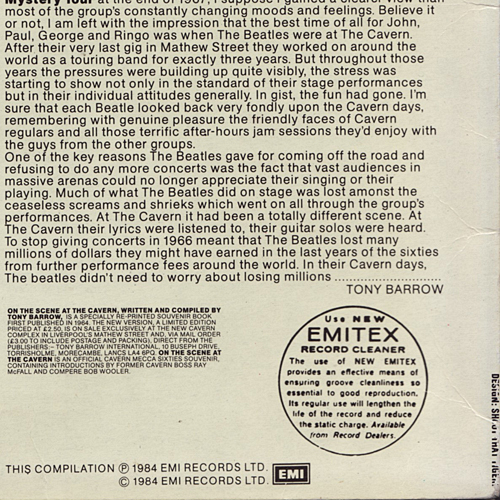 Mystery Tour at the end of 1967, I suppose I gained a clearer view than
most of the group's constantly changing moods and feelings. Believe it
or not, I am left with the impression that the best time of all for John,
Paul, George and Ringo was when The Beatles were at The Cavern.
After their very last gig in Mathew Street they worked on around the
world as a touring band for exactly three years. But throughout those
years the pressures were building up quite visibly, the stress was
starting to show not only in the standard of their stage performances
but in their individual attitudes generally. In gist, the fun had gone. I'm
sure that each Beatle looked back very fondly upon the Cavern days,
remembering with genuine pleasure the friendly faces of Cavern
regulars and all those terrific after-hours jam sessions they'd enjoy with
the guys from the other groups.
One of the key reasons The Beatles gave for coming off the road and
refusing to do any more concerts was the fact that vast audiences in
massive arenas could no longer appreciate their singing or their
playing. Much of what The Beatles did on stage was lost amonst the
ceaseless screams and shrieks which went on all through the group's
performances. At The Cavern it had been a totally different scene. At
The Cavern their lyrics were listened to, their guitar solos were heard.
To stop giving concerts in 1966 meant that The Beatles lost many
millions of dollars they might have earned in the last years of the sixties
from further performance fees around the world. In their Cavern days,
The beatles didn't need to worry about losing millions ............................
TONY BARROW
ON THE SCENE AT THE CAVERN, WRITTEN AND COMPILED BY
TONY BARROW, IS A SPECIALLY RE-PRINTED SOUVENIR BOOK
FIRST PUBLISHED IN 1964. THE NEW VERSION, A LIMITED EDITION
PRICED AT £2.50, IS ON SALE EXCLUSIVELY AT THE NEW CAVERN
COMPLEX IN LIVERPOOL'S MATHEW STREET AND, VIA MAIL ORDER
(£3.00 TO INCLUDE POSTAGE AND PACKING), DIRECT FROM THE
PUBLISHERS:– TONY BARROW INTERNATIONAL, 10 BUSEPH DRIVE,
TORRISHOLME, MORECAMBE, LANCS LA4 6PD. ON THE SCENE AT
THE CAVERN IS AN OFFICIAL CAVERN MECCA SIXTIES SOUVENIR,
CONTAINING INTRODUCTIONS BY FORMER CAVERN BOSS RAY
McFALL AND COMPERE BOB WOOLER.
Use NEW
EMITEX
RECORD CLEANER
The use of NEW EMITEX
provides an effective means of
ensuring groove cleanliness so
essential to good reproduction.
Its regular use will lengthen the
life of the record and reduce
the static charge. Available
from Record Dealers.
THIS COMPILATION ℗ 1984 EMI RECORDS LTD.
© 1984 EMI RECORDS LTD.
EMI
DESIGN: